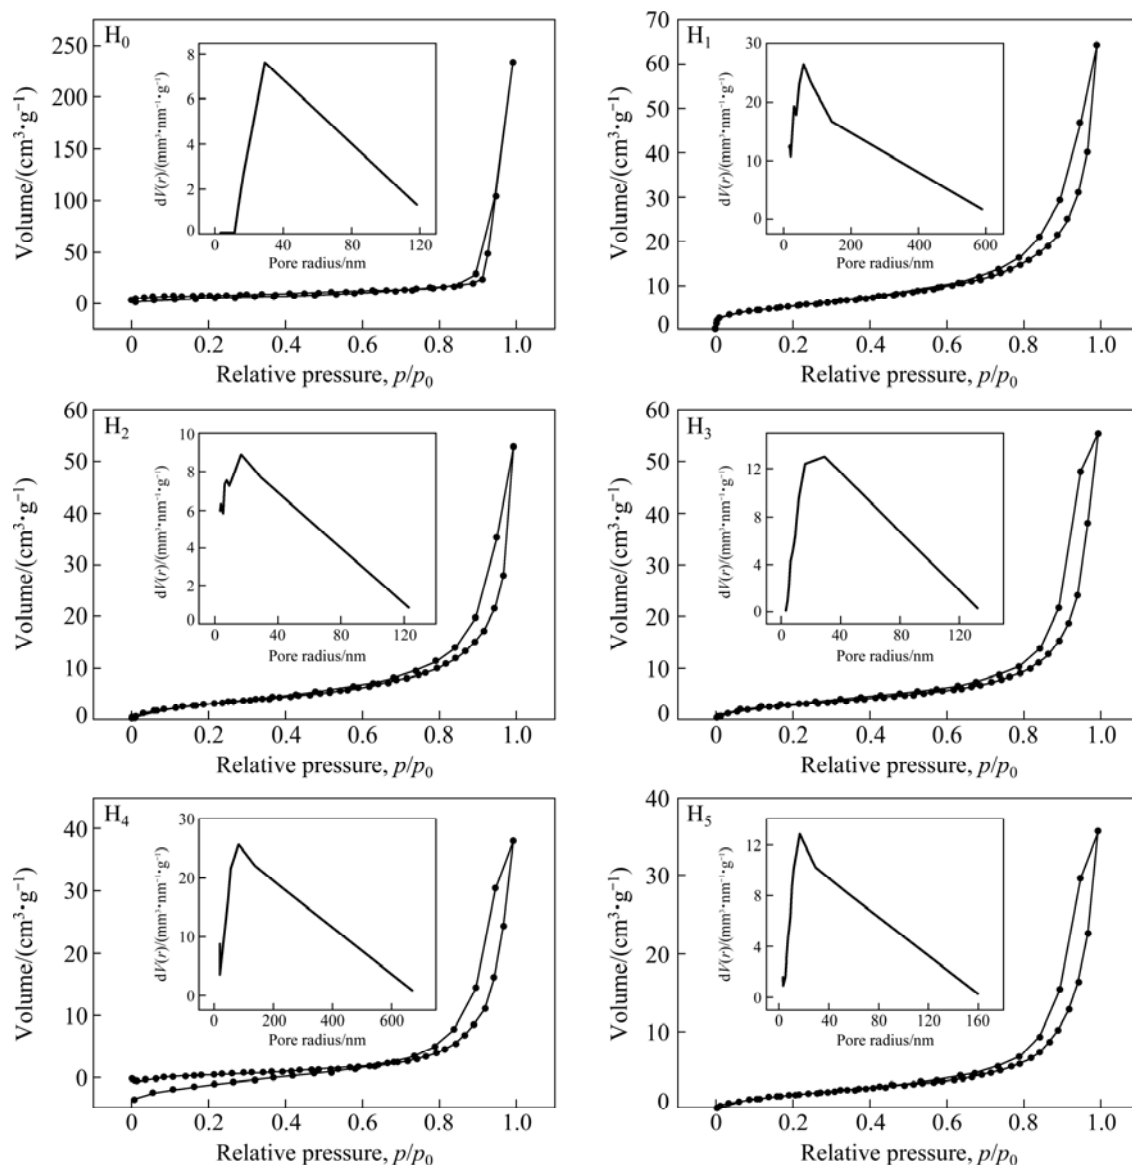 H₀
Volume/(cm³·g⁻¹)
250
200
150
100
50
0
0 0.2 0.4 0.6 0.8 1.0
Relative pressure, p/p₀
dV(r)/(mm³·nm⁻¹·g⁻¹)
8
6
4
2
0
0 40 80 120
Pore radius/nm
H₁
Volume/(cm³·g⁻¹)
70
60
50
40
30
20
10
0
0 0.2 0.4 0.6 0.8 1.0
Relative pressure, p/p₀
dV(r)/(mm³·nm⁻¹·g⁻¹)
30
20
10
0
0 200 400 600
Pore radius/nm
H₂
Volume/(cm³·g⁻¹)
60
50
40
30
20
10
0
0 0.2 0.4 0.6 0.8 1.0
Relative pressure, p/p₀
dV(r)/(mm³·nm⁻¹·g⁻¹)
10
8
6
4
2
0
0 40 80 120
Pore radius/nm
H₃
Volume/(cm³·g⁻¹)
60
50
40
30
20
10
0
0 0.2 0.4 0.6 0.8 1.0
Relative pressure, p/p₀
dV(r)/(mm³·nm⁻¹·g⁻¹)
12
8
4
0
0 40 80 120
Pore radius/nm
H₄
Volume/(cm³·g⁻¹)
40
30
20
10
0
0 0.2 0.4 0.6 0.8 1.0
Relative pressure, p/p₀
dV(r)/(mm³·nm⁻¹·g⁻¹)
30
20
10
0
0 200 400 600
Pore radius/nm
H₅
Volume/(cm³·g⁻¹)
40
30
20
10
0
0 0.2 0.4 0.6 0.8 1.0
Relative pressure, p/p₀
dV(r)/(mm³·nm⁻¹·g⁻¹)
12
8
4
0
0 40 80 120 160
Pore radius/nm